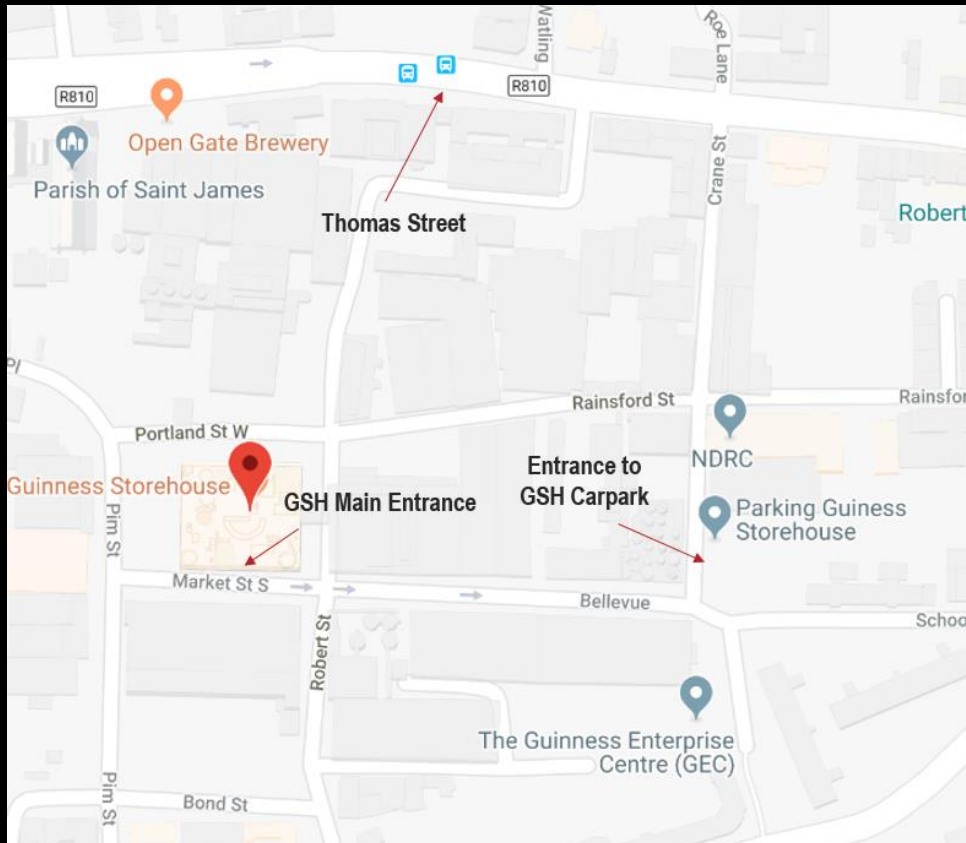 Watling
Roe Lane
R810
R810
Open Gate Brewery
Parish of Saint James
Crane St
Thomas Street
Robert
Pl
Rainsford St
Rainsfor
Portland St W
NDRC
Guinness Storehouse
GSH Main Entrance
Entrance to
GSH Carpark
Parking Guiness
Storehouse
Pim St
Market St S
Bellevue
Schoo
Robert St
The Guinness Enterprise
Centre (GEC)
Pim St
Bond St